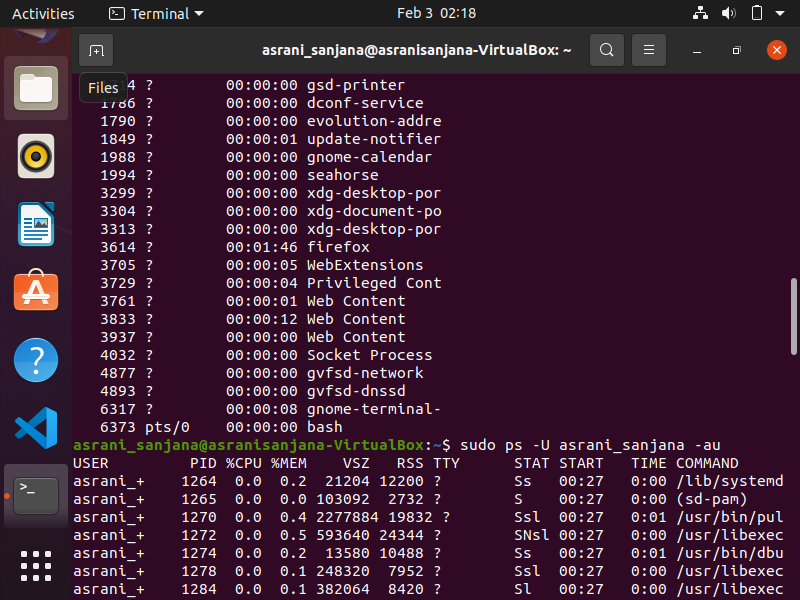 Activities Terminal Feb 3 02:18
asrani_sanjana@asranisanjana-VirtualBox: ~
Files
? 00:00:00 gsd-printer
1786 ? 00:00:00 dconf-service
1790 ? 00:00:00 evolution-addre
1849 ? 00:00:01 update-notifier
1988 ? 00:00:00 gnome-calendar
1994 ? 00:00:00 seahorse
3299 ? 00:00:00 xdg-desktop-por
3304 ? 00:00:00 xdg-document-po
3313 ? 00:00:00 xdg-desktop-por
3614 ? 00:01:46 firefox
3705 ? 00:00:05 WebExtensions
3729 ? 00:00:04 Privileged Cont
3761 ? 00:00:01 Web Content
3833 ? 00:00:12 Web Content
3937 ? 00:00:00 Web Content
4032 ? 00:00:00 Socket Process
4877 ? 00:00:00 gvfsd-network
4893 ? 00:00:00 gvfsd-dnssd
6317 ? 00:00:08 gnome-terminal-
6373 pts/0 00:00:00 bash
asrani_sanjana@asranisanjana-VirtualBox:~$ sudo ps -U asrani_sanjana -au
USER PID %CPU %MEM VSZ RSS TTY STAT START TIME COMMAND
asrani_+ 1264 0.0 0.2 21204 12200 ? Ss 00:27 0:00 /lib/systemd
asrani_+ 1265 0.0 0.0 103092 2732 ? S 00:27 0:00 (sd-pam)
asrani_+ 1270 0.0 0.4 2277884 19832 ? Ssl 00:27 0:01 /usr/bin/pul
asrani_+ 1272 0.0 0.5 593640 24344 ? SNsl 00:27 0:00 /usr/libexec
asrani_+ 1274 0.0 0.2 13580 10488 ? Ss 00:27 0:01 /usr/bin/dbu
asrani_+ 1278 0.0 0.1 248320 7952 ? Ssl 00:27 0:00 /usr/libexec
asrani_+ 1284 0.0 0.1 382064 8420 ? Sl 00:27 0:00 /usr/libexec